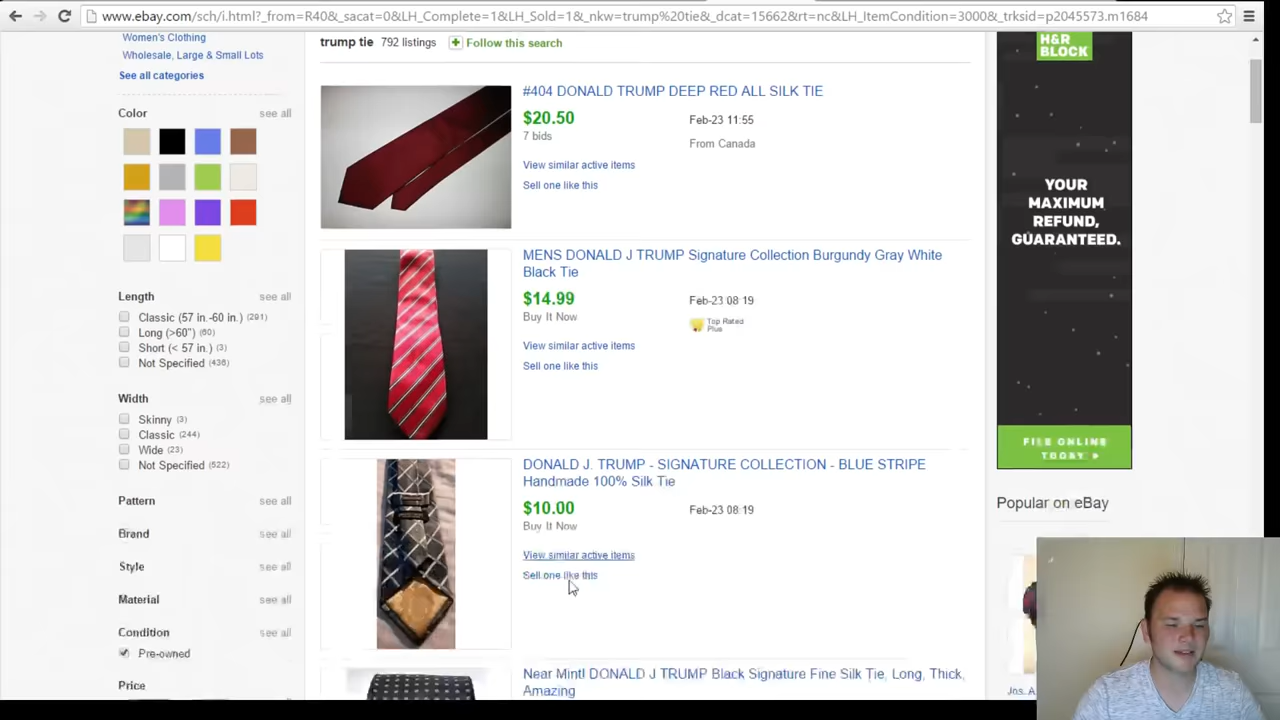 www.ebay.com/sch/i.html?_from=R40&_sacat=0&LH_Complete=1&LH_Sold=1&_nkw=trump%20tie&_dcat=15662&rt=nc&LH_ItemCondition=3000&_trksid=p2045573.m1684
Women's Clothing
Wholesale, Large & Small Lots
See all categories
Color see all
Length see all
Classic (57 in.-60 in.) (291)
Long (>60") (60)
Short (< 57 in.) (3)
Not Specified (436)
Width see all
Skinny (3)
Classic (244)
Wide (23)
Not Specified (522)
Pattern see all
Brand see all
Style see all
Material see all
Condition see all
Pre-owned
Price
trump tie 792 listings + Follow this search
#404 DONALD TRUMP DEEP RED ALL SILK TIE
$20.50 Feb-23 11:55
7 bids From Canada
View similar active items
Sell one like this
MENS DONALD J TRUMP Signature Collection Burgundy Gray White
Black Tie
$14.99 Feb-23 08:19
Buy It Now Top Rated
Plus
View similar active items
Sell one like this
DONALD J. TRUMP - SIGNATURE COLLECTION - BLUE STRIPE
Handmade 100% Silk Tie
$10.00 Feb-23 08:19
Buy It Now
View similar active items
Sell one like this
Near Mint! DONALD J TRUMP Black Signature Fine Silk Tie, Long, Thick,
Amazing
H&R
BLOCK
YOUR
MAXIMUM
REFUND,
GUARANTEED.
FILE ONLINE
TODAY
Popular on eBay
Jos. A